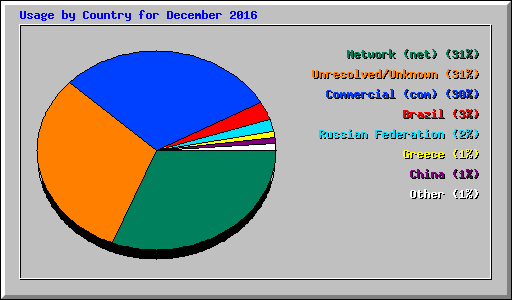 Usage by Country for December 2016
Network (net) (31%)
Unresolved/Unknown (31%)
Commercial (com) (30%)
Brazil (3%)
Russian Federation (2%)
Greece (1%)
China (1%)
Other (1%)